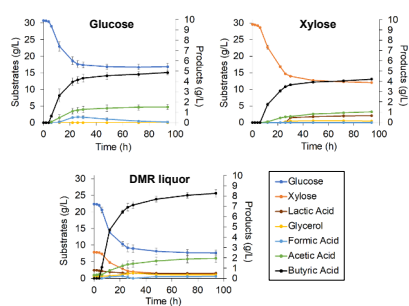 Glucose
Substrates (g/L)
30
25
20
15
10
5
0
10
9
8
7
6
5
4
3
2
1
0
Products (g/L)
0 20 40 60 80 100
Time (h)
Xylose
Substrates (g/L)
30
25
20
15
10
5
0
10
9
8
7
6
5
4
3
2
1
0
Products (g/L)
0 20 40 60 80 100
Time (h)
DMR liquor
Substrates (g/L)
30
25
20
15
10
5
0
10
9
8
7
6
5
4
3
2
1
0
Products (g/L)
0 20 40 60 80 100
Time (h)
Glucose
Xylose
Lactic Acid
Glycerol
Formic Acid
Acetic Acid
Butyric Acid